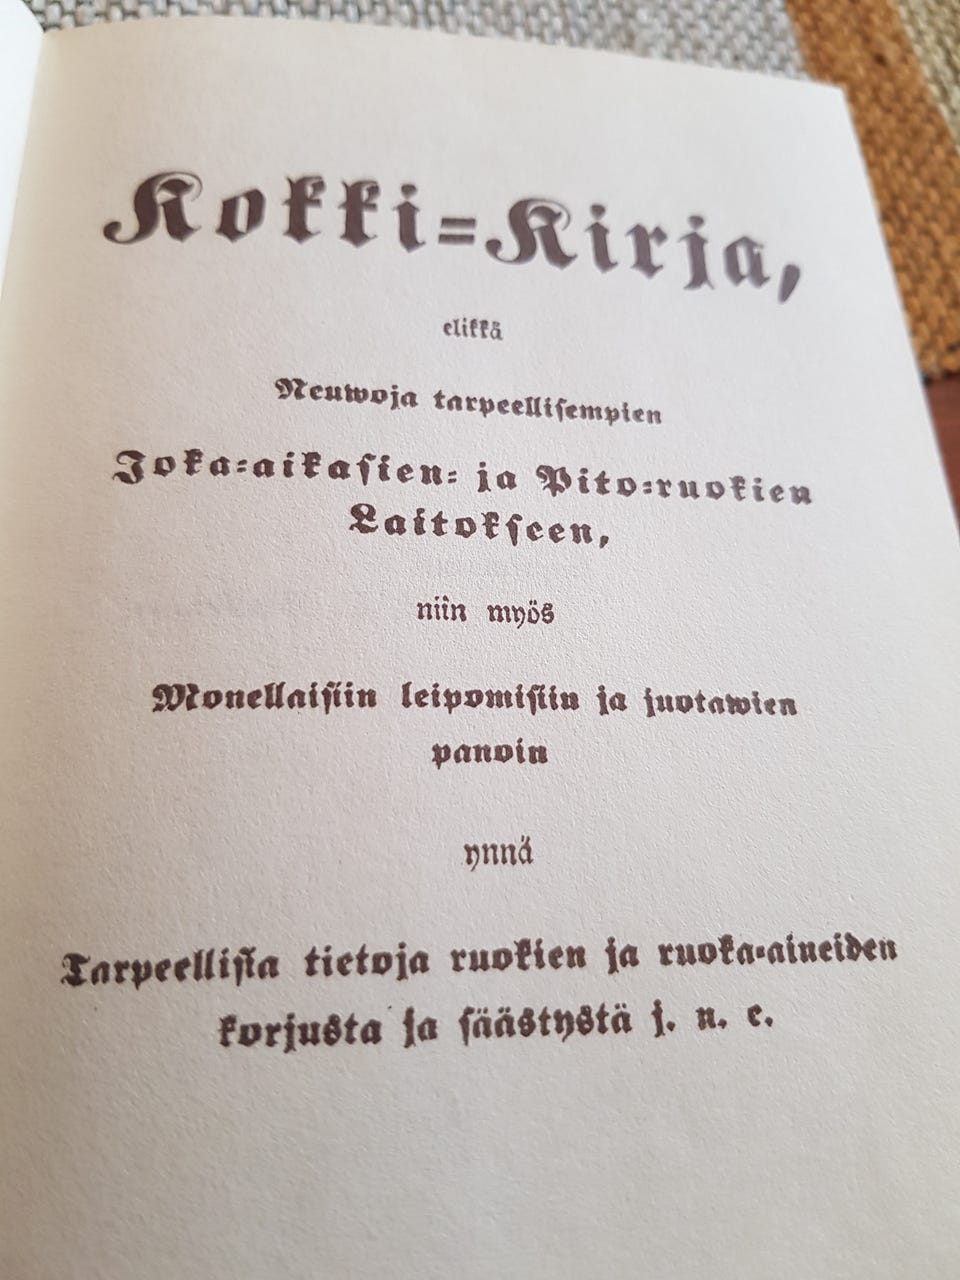 Kokki=Kirja,
elikkä
Neuwoja tarpeellisempien
Joka=aikasien= ja Pito=ruokien
Laitokseen,
niin myös
Monellaisiin leipomisiin ja juotawien
panoin
ynnä
Tarpeellista tietoja ruokien ja ruoka=aineiden
korjusta ja säästystä j. n. e.